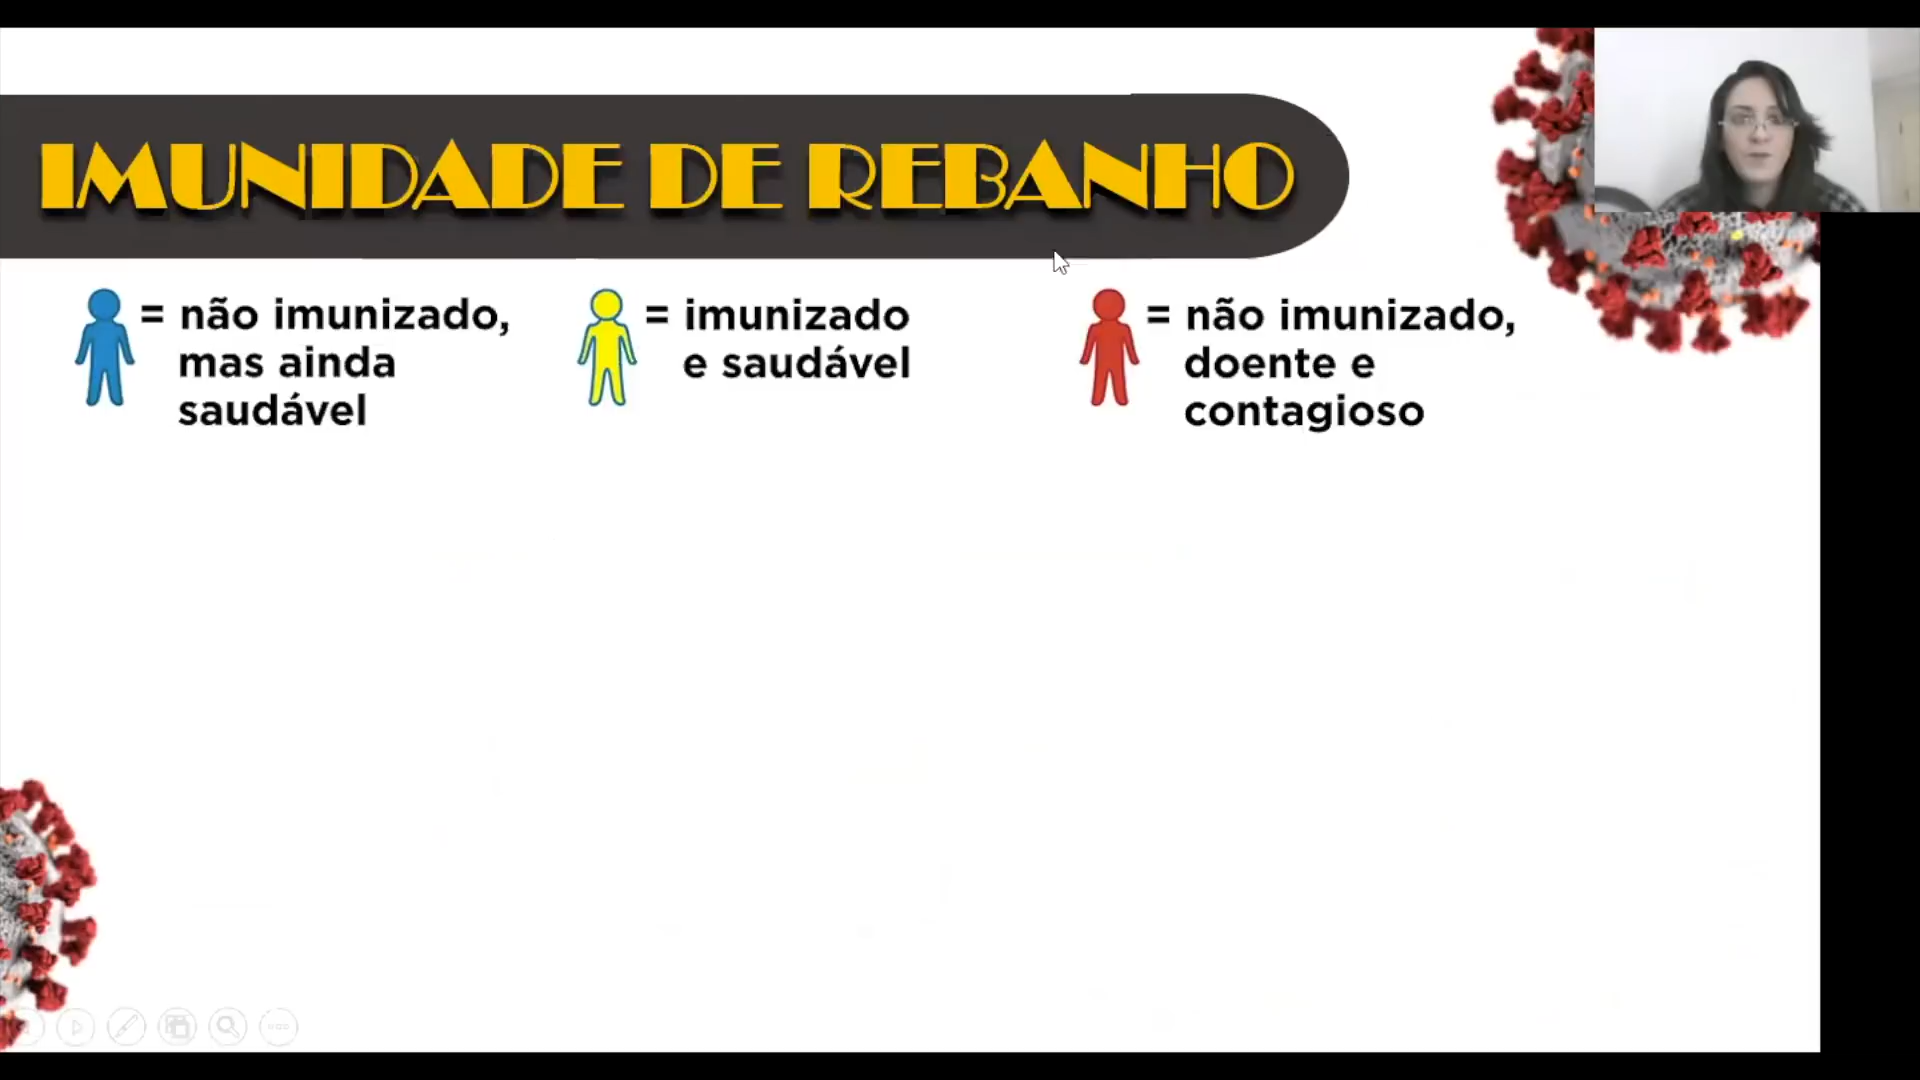 IMUNIDADE DE REBANHO
= não imunizado,
mas ainda
saudável
= imunizado
e saudável
= não imunizado,
doente e
contagioso